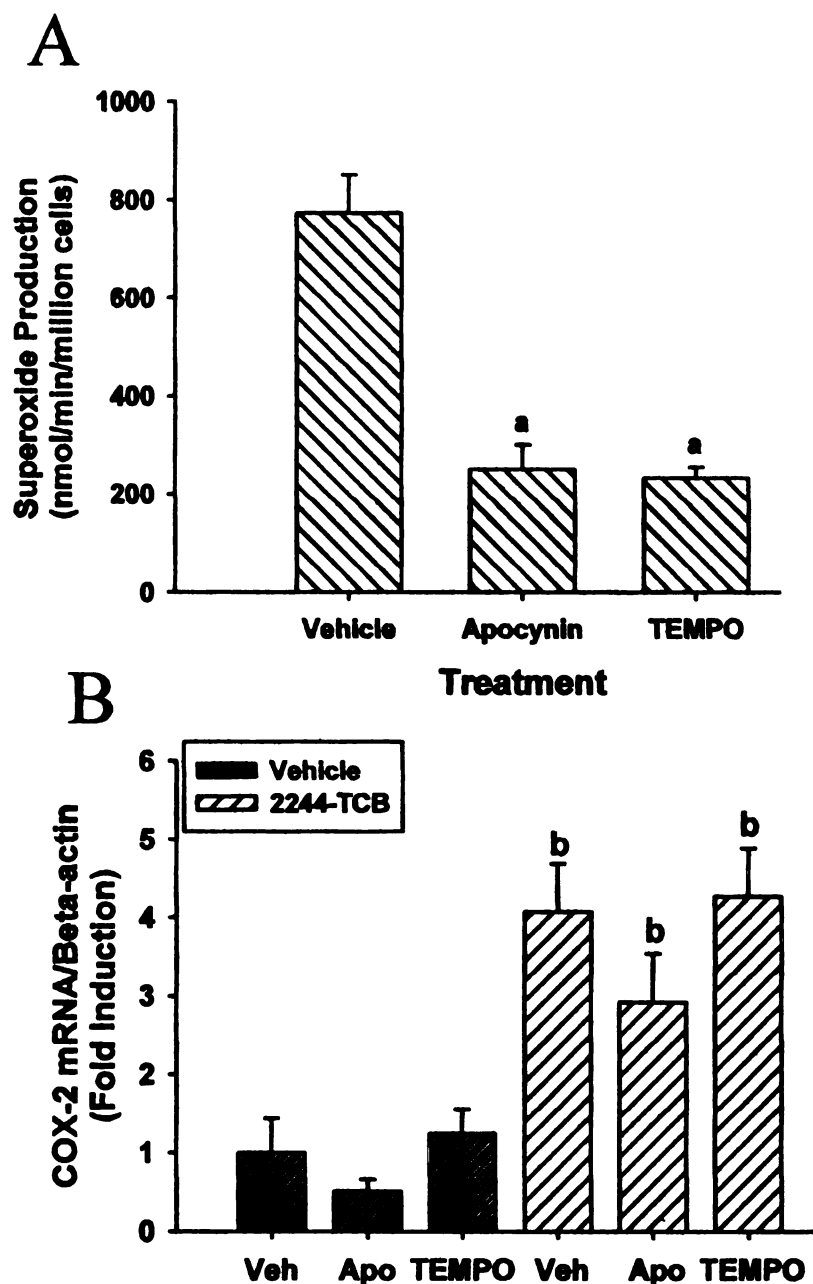 A
Superoxide Production
(nmol/min/million cells)
1000
800
600
400
200
0
a
a
Vehicle
Apocynin
TEMPO
Treatment
B
COX-2 mRNA/Beta-actin
(Fold Induction)
6
5
4
3
2
1
0
Vehicle
2244-TCB
b
b
b
Veh
Apo
TEMPO
Veh
Apo
TEMPO